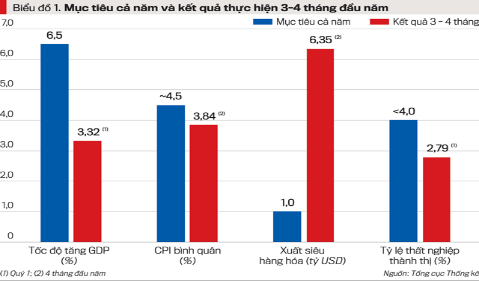 Biểu đồ 1. Mục tiêu cả năm và kết quả thực hiện 3-4 tháng đầu năm
Mục tiêu cả năm
Kết quả 3 - 4 tháng
7,0
6,0
5,0
4,0
3,0
2,0
1,0
0
6,5
3,32 (1)
~4,5
3,84 (2)
1,0
6,35 (2)
<4,0
2,79 (1)
Tốc độ tăng GDP
(%)
CPI bình quân
(%)
Xuất siêu
hàng hóa (tỷ USD)
Tỷ lệ thất nghiệp
thành thị (%)
(1) Quý 1; (2) 4 tháng đầu năm
Nguồn: Tổng cục Thống kê